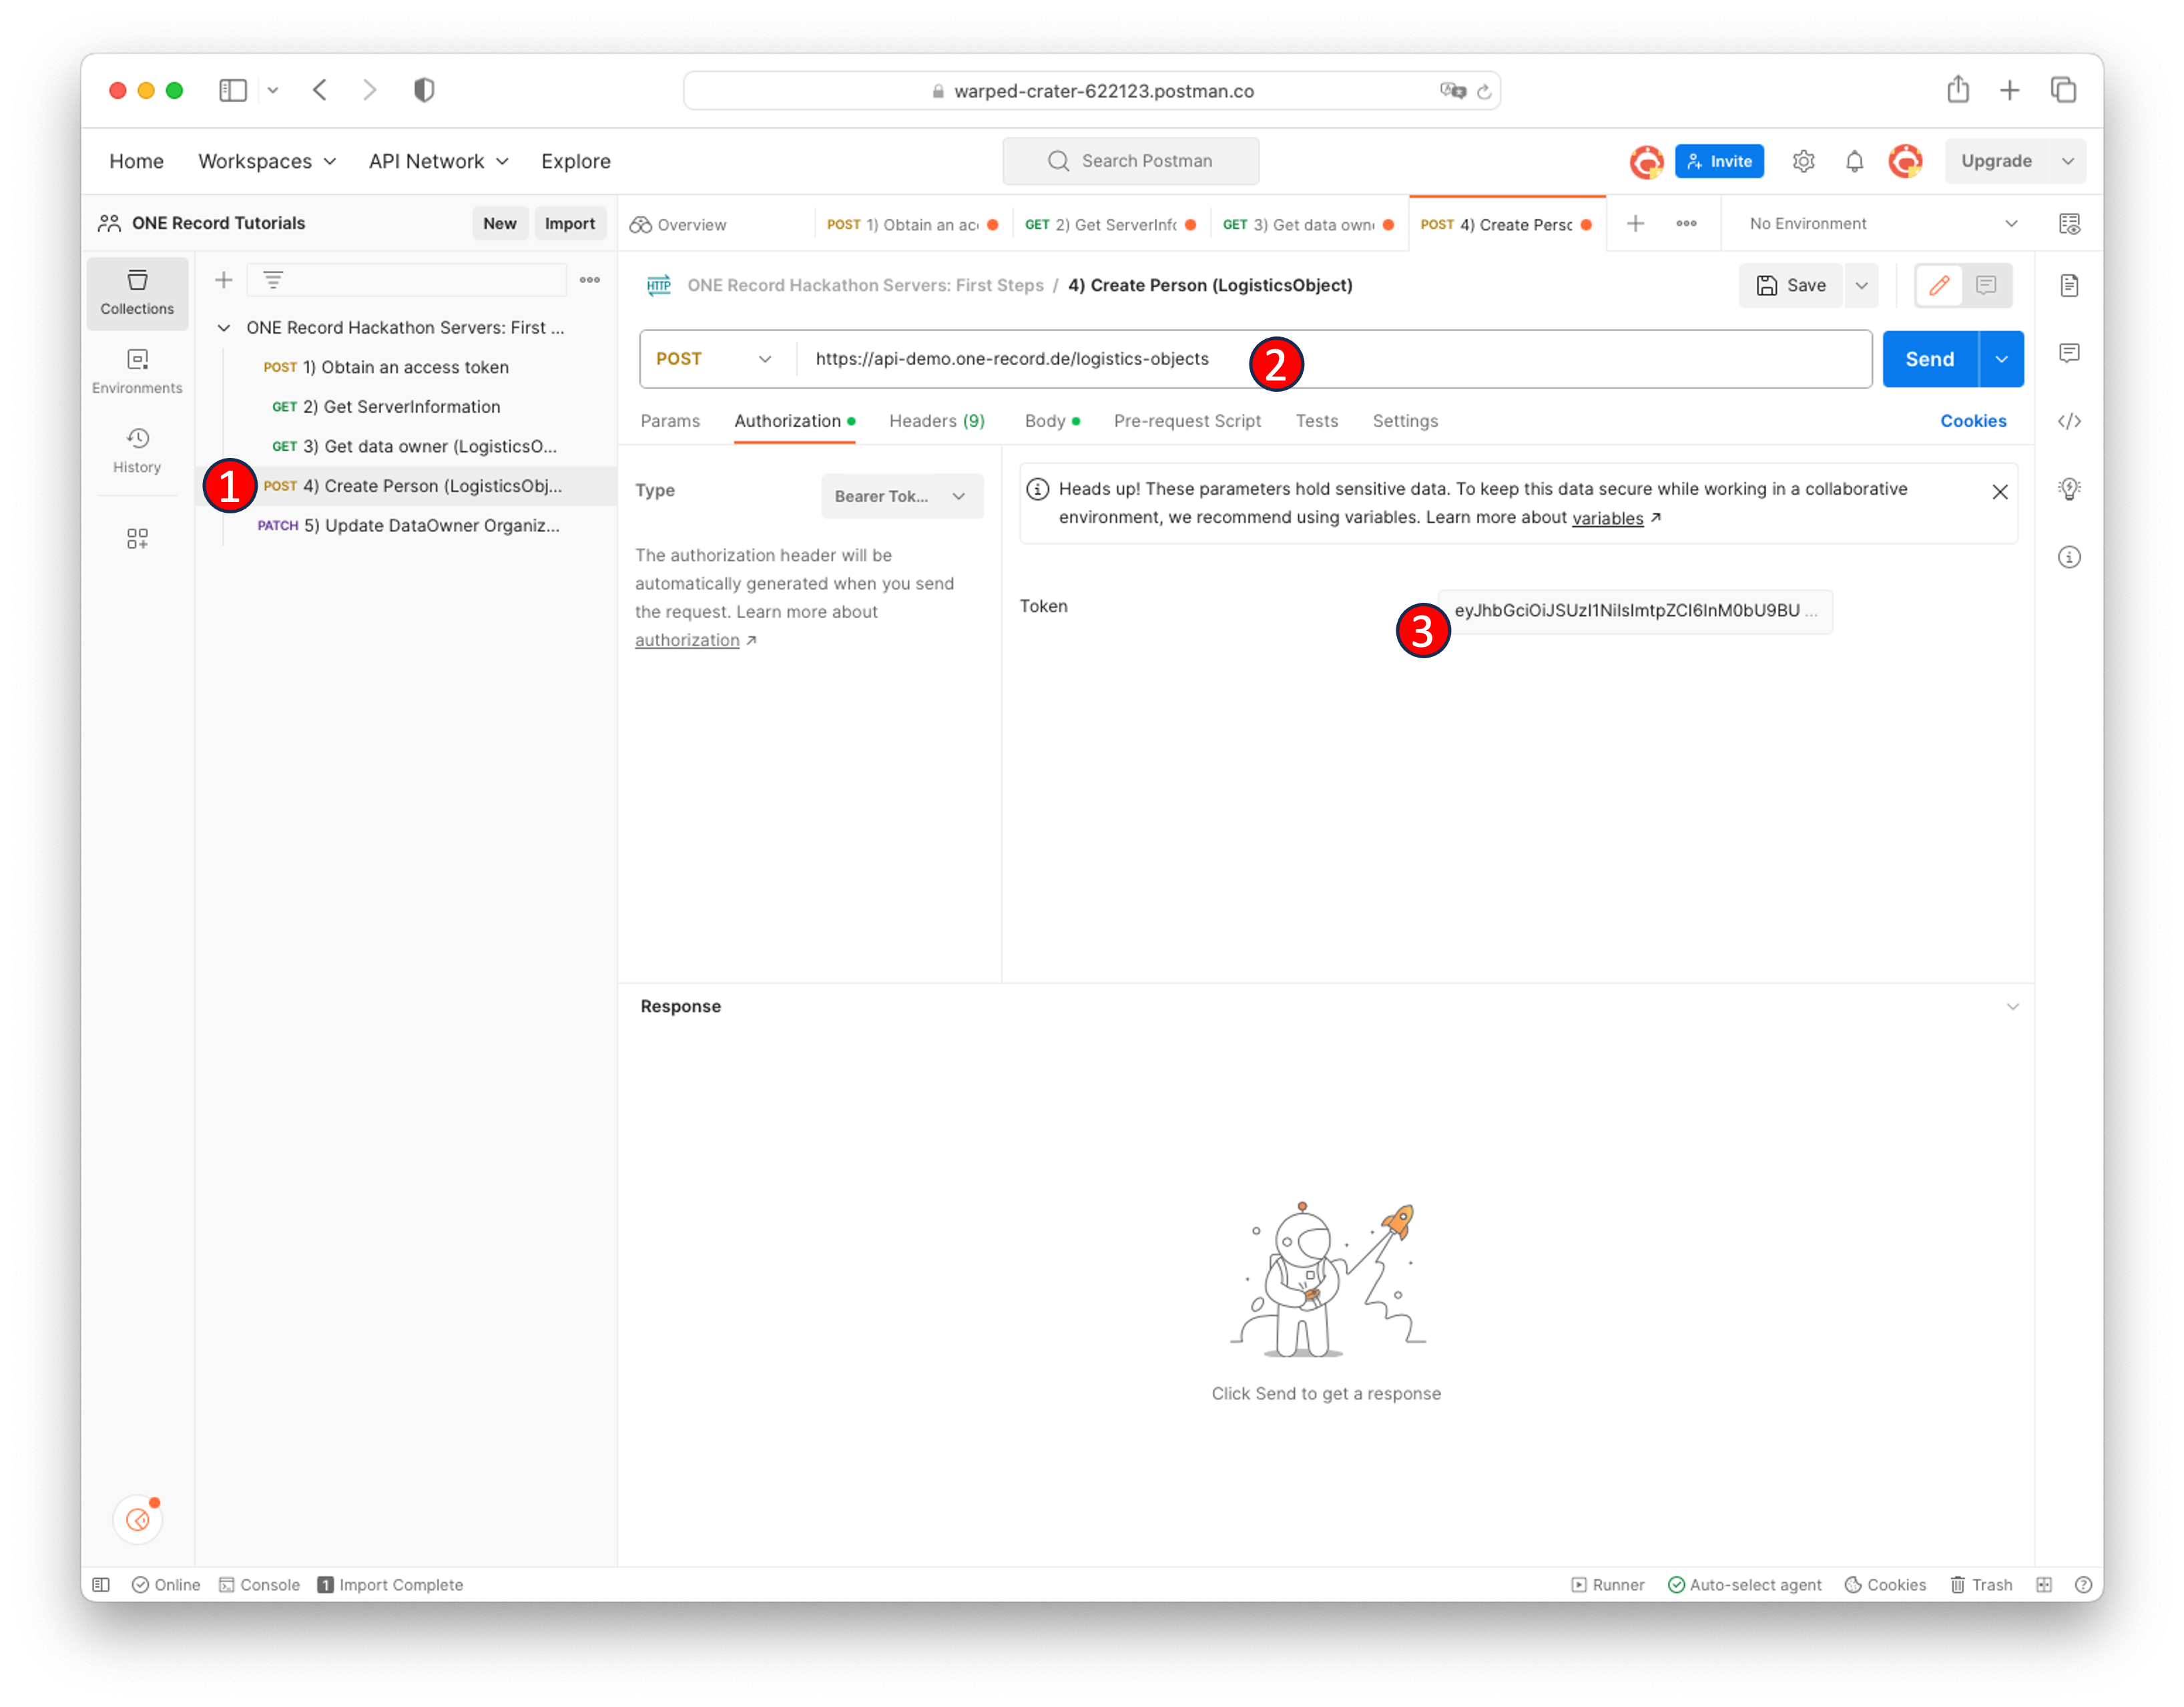 warped-crater-622123.postman.co
Home Workspaces API Network Explore
Search Postman
Invite
Upgrade
ONE Record Tutorials
New Import
Overview
POST 1) Obtain an acc
GET 2) Get ServerInfo
GET 3) Get data own
POST 4) Create Perso
No Environment
Collections
Environments
History
ONE Record Hackathon Servers: First ...
POST 1) Obtain an access token
GET 2) Get ServerInformation
GET 3) Get data owner (LogisticsO...
1
POST 4) Create Person (LogisticsObj...
PATCH 5) Update DataOwner Organiz...
HTTP ONE Record Hackathon Servers: First Steps / 4) Create Person (LogisticsObject)
Save
POST https://api-demo.one-record.de/logistics-objects
2
Send
Params Authorization Headers (9) Body Pre-request Script Tests Settings
Cookies
Type
Bearer Tok...
The authorization header will be
automatically generated when you send
the request. Learn more about
authorization ↗
Heads up! These parameters hold sensitive data. To keep this data secure while working in a collaborative
environment, we recommend using variables. Learn more about variables ↗
Token
3
eyJhbGciOiJSUzI1NiIsImtpZCI6InM0bU9BU ...
Response
Click Send to get a response
Online Console 1 Import Complete
Runner Auto-select agent Cookies Trash